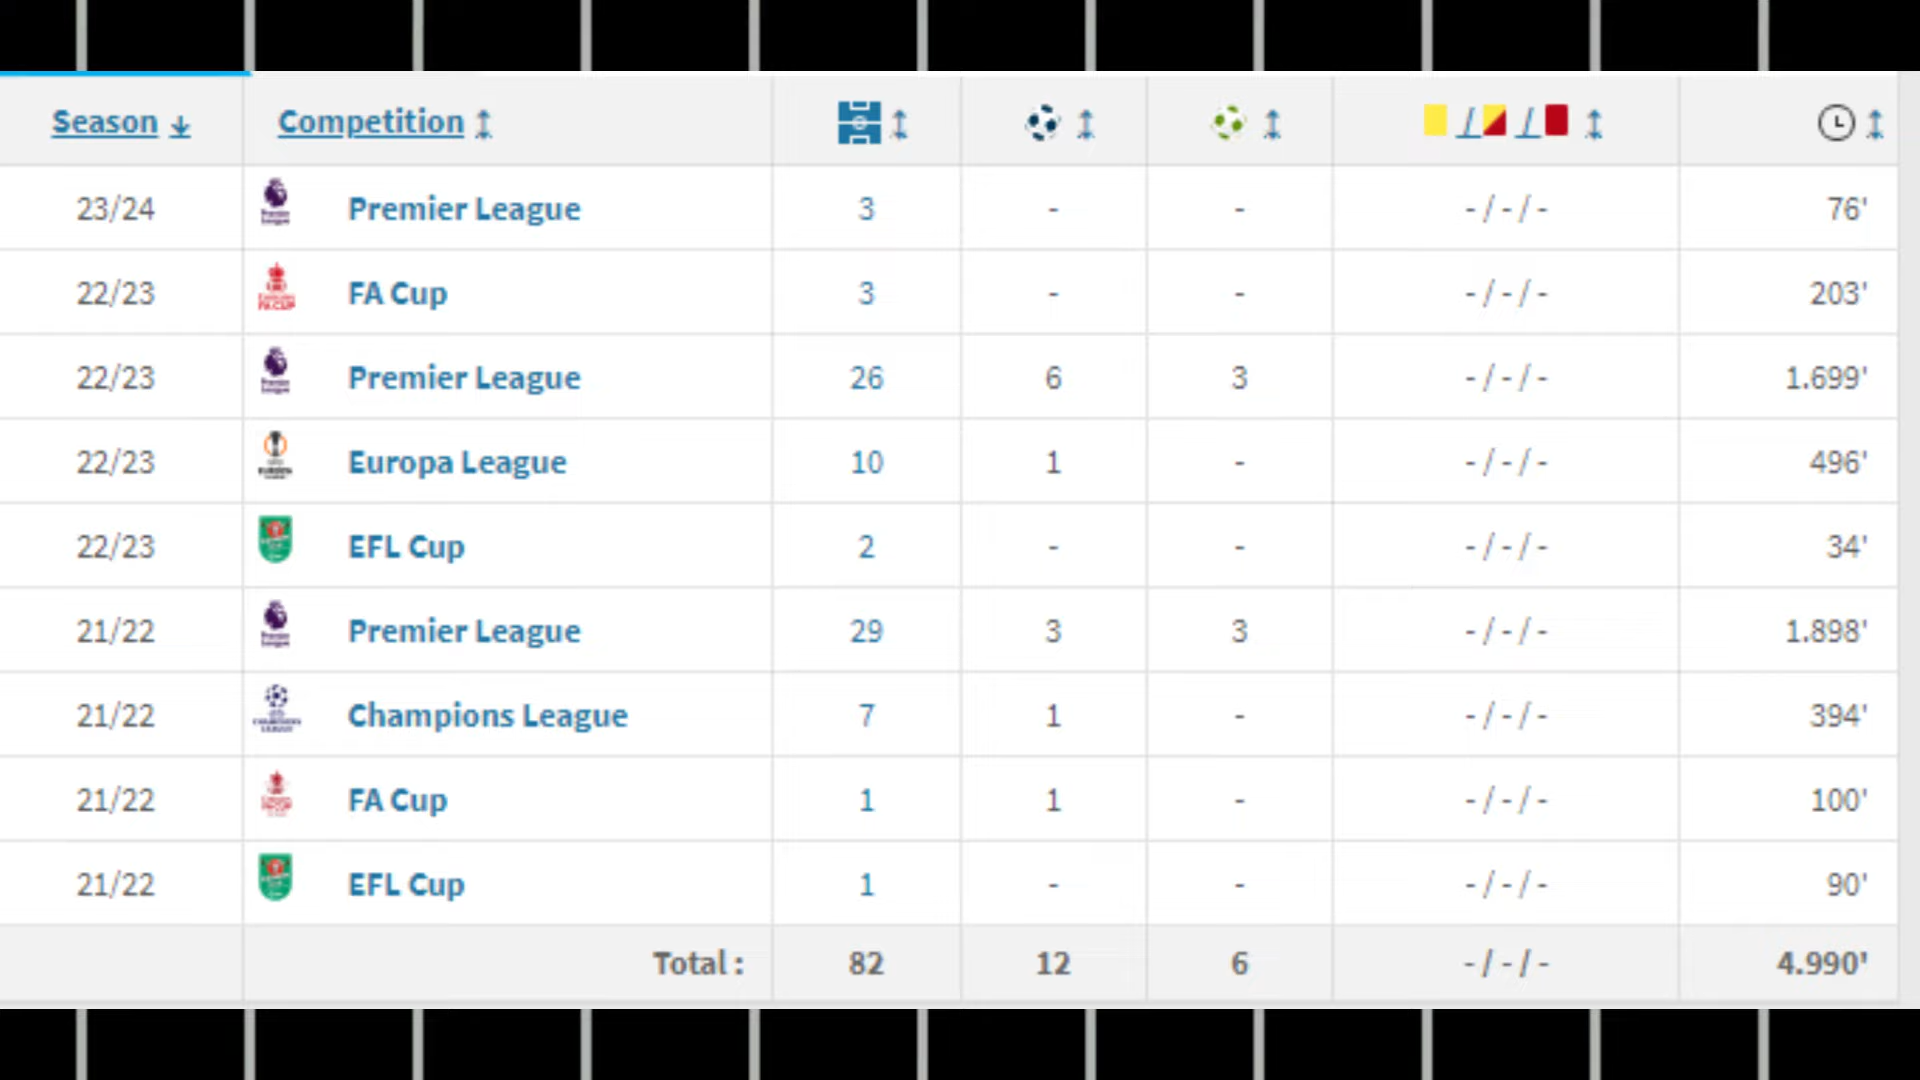 Season Competition
23/24 Premier League 3 - - -/-/- 76'
22/23 FA Cup 3 - - -/-/- 203'
22/23 Premier League 26 6 3 -/-/- 1.699'
22/23 Europa League 10 1 - -/-/- 496'
22/23 EFL Cup 2 - - -/-/- 34'
21/22 Premier League 29 3 3 -/-/- 1.898'
21/22 Champions League 7 1 - -/-/- 394'
21/22 FA Cup 1 1 - -/-/- 100'
21/22 EFL Cup 1 - - -/-/- 90'
Total : 82 12 6 -/-/- 4.990'